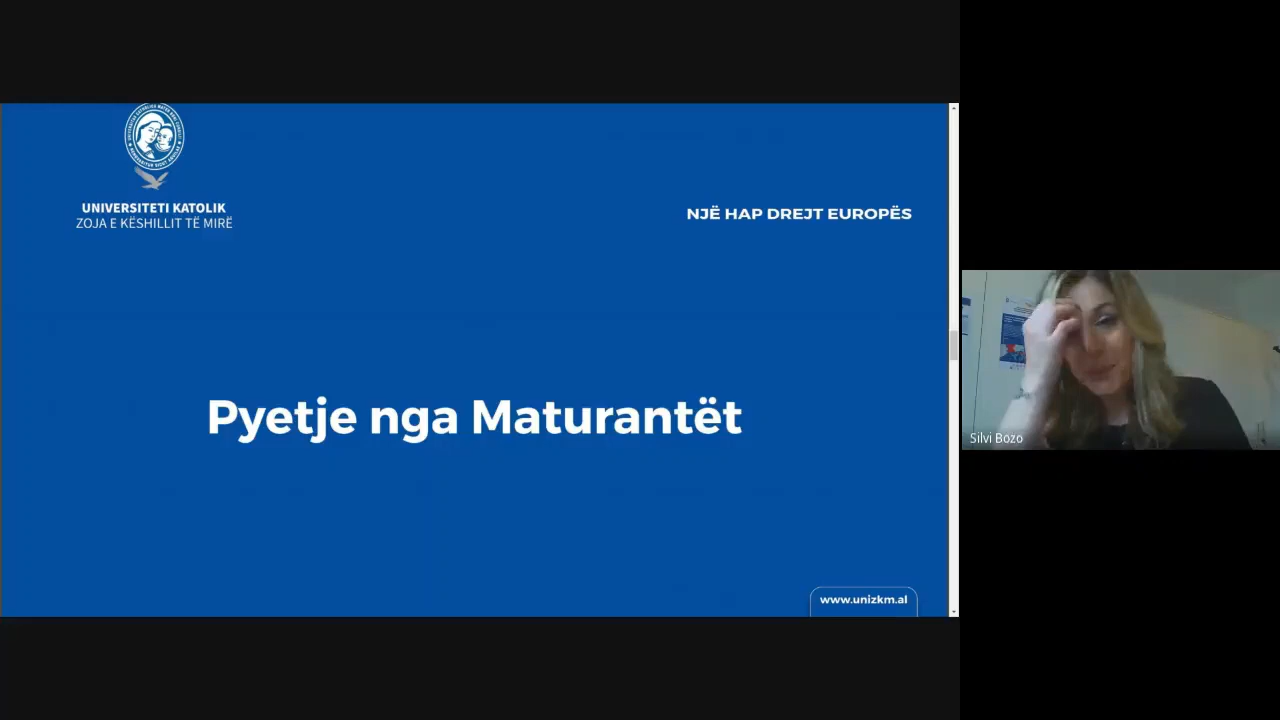 UNIVERSITETI KATOLIK
ZOJA E KËSHILLIT TË MIRË
NJË HAP DREJT EUROPËS
Pyetje nga Maturantët
www.unizkm.al
Silvi Bozo